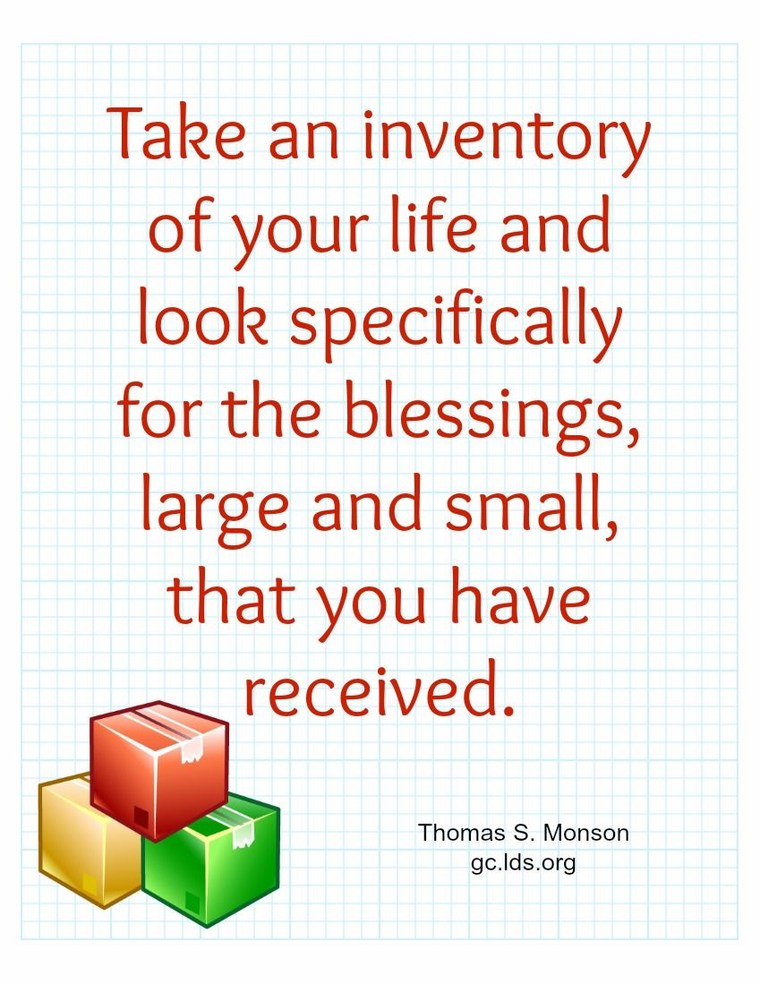 Take an inventory
of your life and
look specifically
for the blessings,
large and small,
that you have
received.
Thomas S. Monson
gc.lds.org